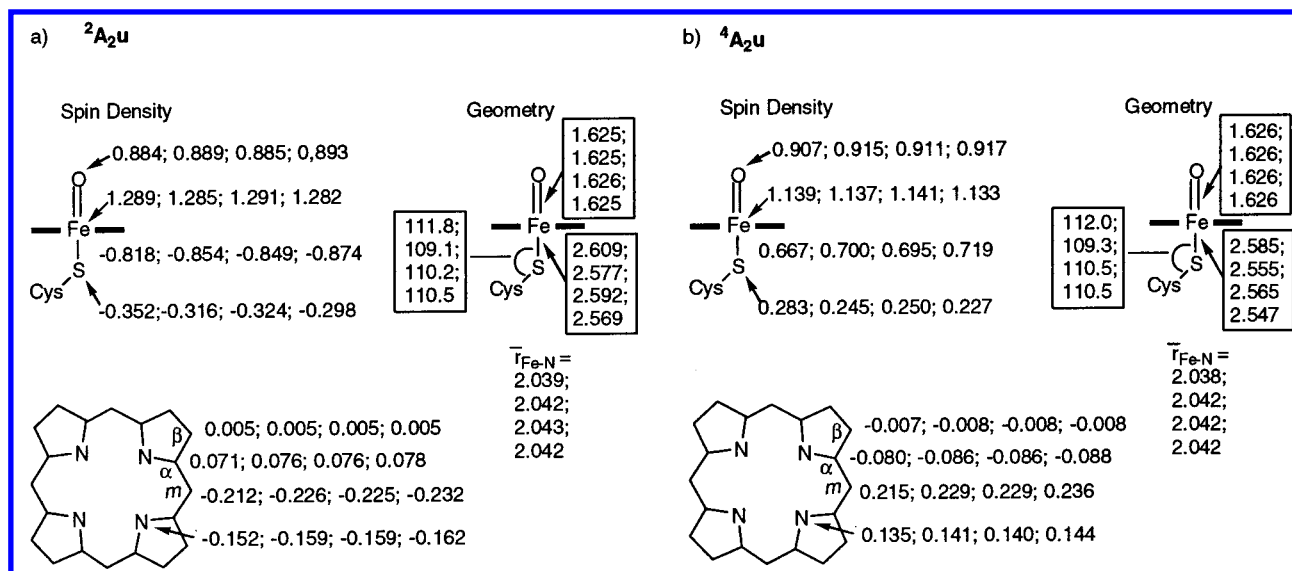 a) ²A₂u
Spin Density
Geometry
0.884; 0.889; 0.885; 0,893
1.289; 1.285; 1.291; 1.282
-0.818; -0.854; -0.849; -0.874
-0.352;-0.316; -0.324; -0.298
O
Fe
S
Cys
111.8;
109.1;
110.2;
110.5
1.625;
1.625;
1.626;
1.625
O
Fe
S
Cys
2.609;
2.577;
2.592;
2.569
r̅Fe-N =
2.039;
2.042;
2.043;
2.042
β
N
N
α
m
N
N
0.005; 0.005; 0.005; 0.005
0.071; 0.076; 0.076; 0.078
-0.212; -0.226; -0.225; -0.232
-0.152; -0.159; -0.159; -0.162
b) ⁴A₂u
Spin Density
Geometry
0.907; 0.915; 0.911; 0.917
1.139; 1.137; 1.141; 1.133
0.667; 0.700; 0.695; 0.719
0.283; 0.245; 0.250; 0.227
O
Fe
S
Cys
112.0;
109.3;
110.5;
110.5
1.626;
1.626;
1.626;
1.626
O
Fe
S
Cys
2.585;
2.555;
2.565
2.547
r̅Fe-N =
2.038;
2.042;
2.042;
2.042
β
N
N
α
m
N
N
-0.007; -0.008; -0.008; -0.008
-0.080; -0.086; -0.086; -0.088
0.215; 0.229; 0.229; 0.236
0.135; 0.141; 0.140; 0.144